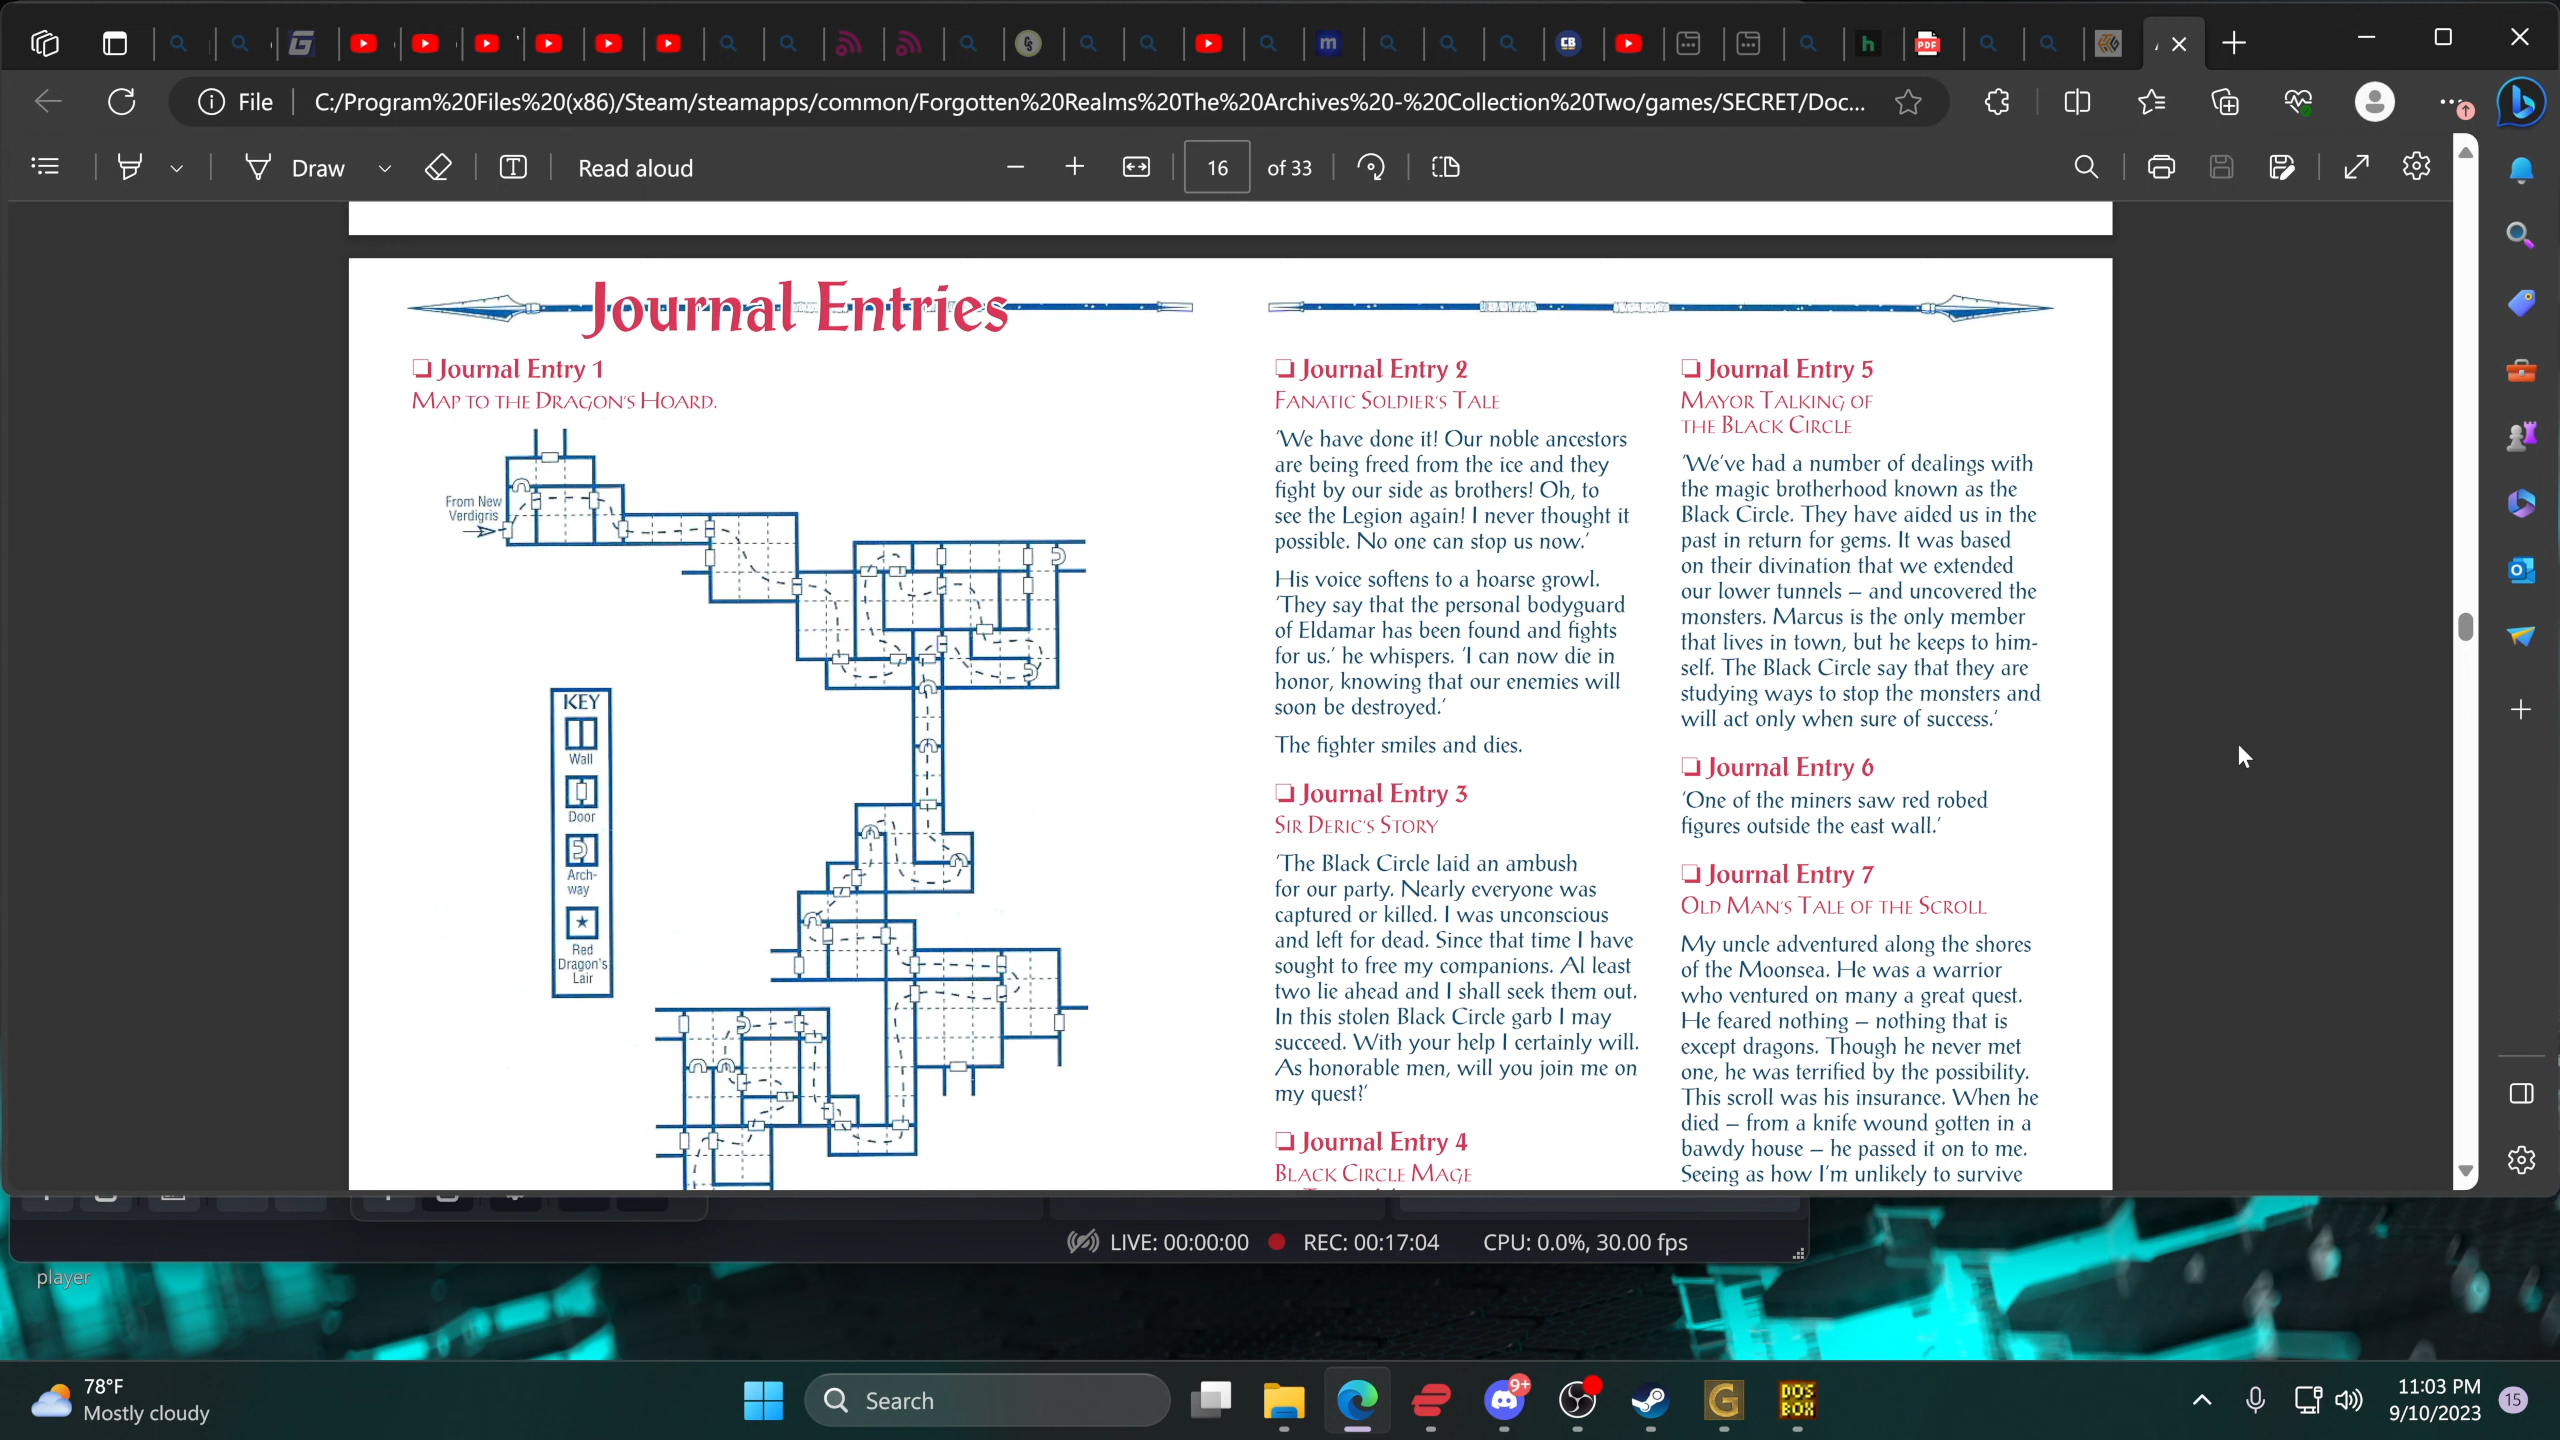 File
C:/Program%20Files%20(x86)/Steam/steamapps/common/Forgotten%20Realms%20The%20Archives%20-%20Collection%20Two/games/SECRET/Doc...
Draw
Read aloud
16
of 33
Journal Entries
❏ Journal Entry 1
MAP TO THE DRAGON'S HOARD.
From New
Verdigris
KEY
Wall
Door
Arch-
way
Red
Dragon's
Lair
❏ Journal Entry 2
FANATIC SOLDIER'S TALE
'We have done it! Our noble ancestors
are being freed from the ice and they
fight by our side as brothers! Oh, to
see the Legion again! I never thought it
possible. No one can stop us now.'
His voice softens to a hoarse growl.
'They say that the personal bodyguard
of Eldamar has been found and fights
for us.' he whispers. 'I can now die in
honor, knowing that our enemies will
soon be destroyed.'
The fighter smiles and dies.
❏ Journal Entry 3
SIR DERIC'S STORY
'The Black Circle laid an ambush
for our party. Nearly everyone was
captured or killed. I was unconscious
and left for dead. Since that time I have
sought to free my companions. Al least
two lie ahead and I shall seek them out.
In this stolen Black Circle garb I may
succeed. With your help I certainly will.
As honorable men, will you join me on
my quest?'
❏ Journal Entry 4
BLACK CIRCLE MAGE
❏ Journal Entry 5
MAYOR TALKING OF
THE BLACK CIRCLE
'We've had a number of dealings with
the magic brotherhood known as the
Black Circle. They have aided us in the
past in return for gems. It was based
on their divination that we extended
our lower tunnels – and uncovered the
monsters. Marcus is the only member
that lives in town, but he keeps to him-
self. The Black Circle say that they are
studying ways to stop the monsters and
will act only when sure of success.'
❏ Journal Entry 6
'One of the miners saw red robed
figures outside the east wall.'
❏ Journal Entry 7
OLD MAN'S TALE OF THE SCROLL
My uncle adventured along the shores
of the Moonsea. He was a warrior
who ventured on many a great quest.
He feared nothing – nothing that is
except dragons. Though he never met
one, he was terrified by the possibility.
This scroll was his insurance. When he
died – from a knife wound gotten in a
bawdy house – he passed it on to me.
Seeing as how I'm unlikely to survive
LIVE: 00:00:00
REC: 00:17:04
CPU: 0.0%, 30.00 fps
player
78°F
Mostly cloudy
Search
9+
DOS
BOX
11:03 PM
9/10/2023
15